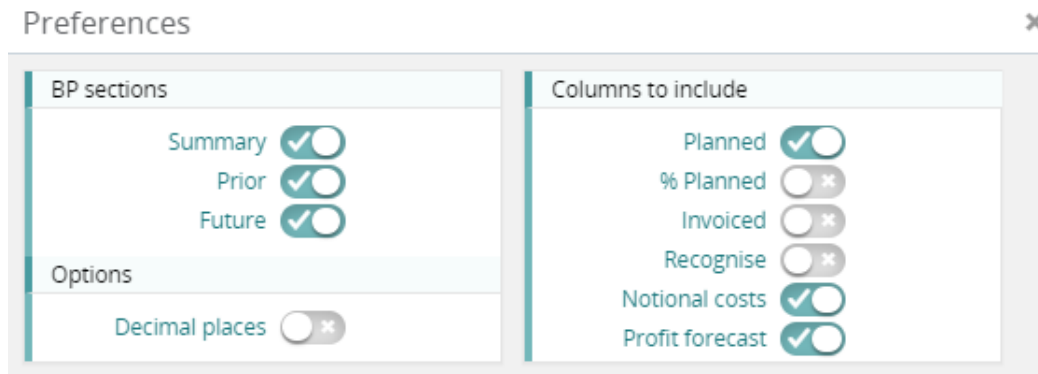 Preferences
BP sections
Summary
Prior
Future
Options
Decimal places
Columns to include
Planned
% Planned
Invoiced
Recognise
Notional costs
Profit forecast